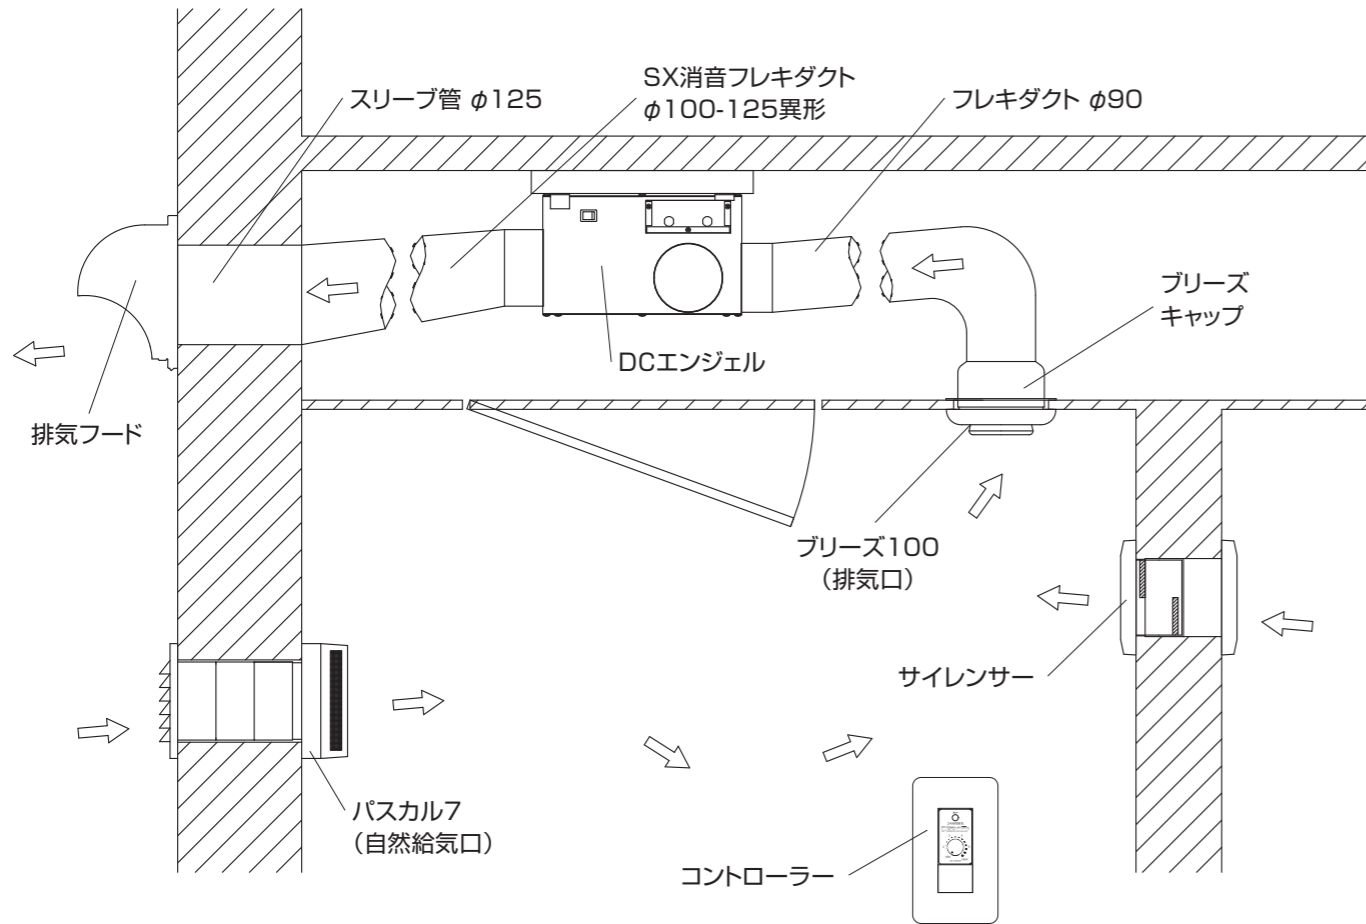 スリーブ管 φ125
SX消音フレキダクト
φ100-125異形
フレキダクト φ90
ブリーズ
キャップ
DCエンジェル
排気フード
ブリーズ100
（排気口）
サイレンサー
パスカル7
（自然給気口）
コントローラー